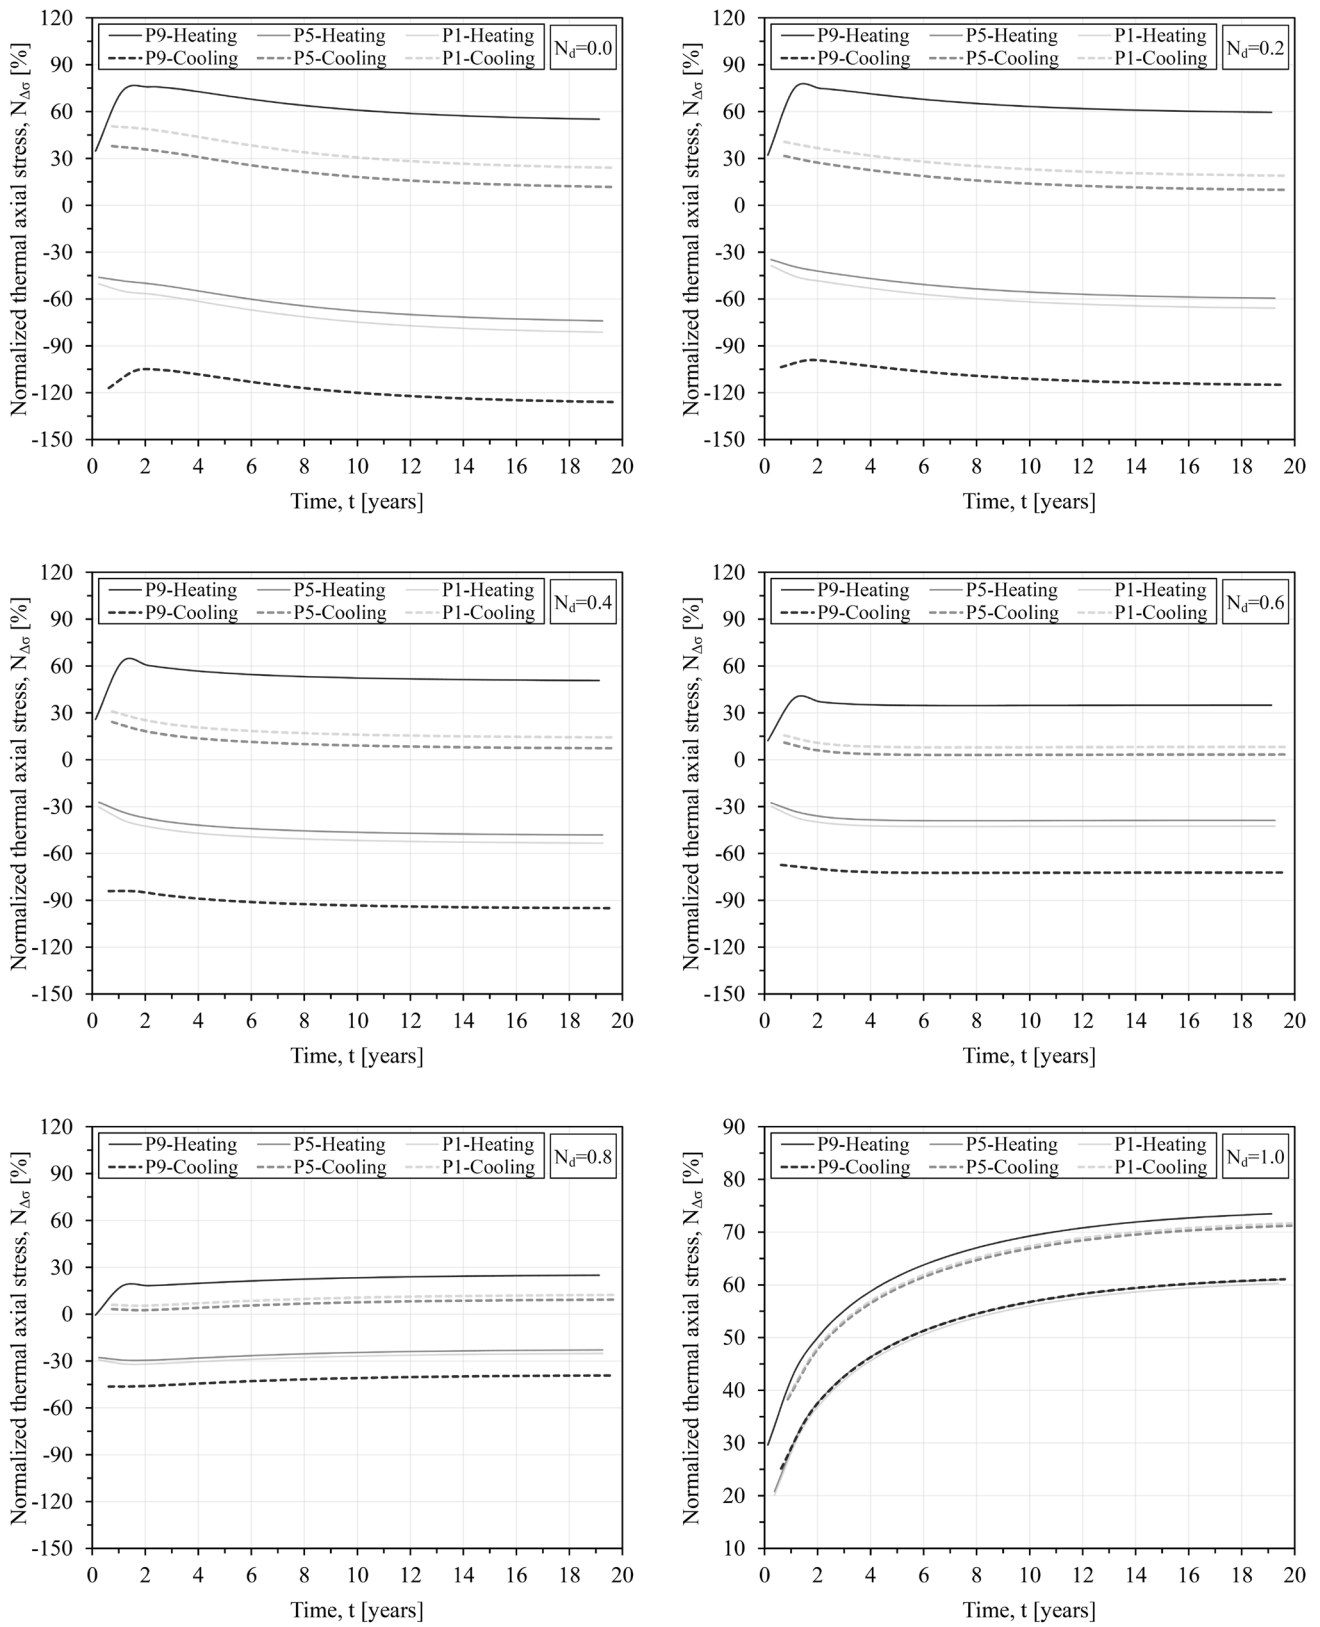 P9-Heating P5-Heating P1-Heating
P9-Cooling P5-Cooling P1-Cooling
N_d=0.0
Normalized thermal axial stress, N_Δσ [%]
120
90
60
30
0
-30
-60
-90
-120
-150
0 2 4 6 8 10 12 14 16 18 20
Time, t [years]
P9-Heating P5-Heating P1-Heating
P9-Cooling P5-Cooling P1-Cooling
N_d=0.2
Normalized thermal axial stress, N_Δσ [%]
120
90
60
30
0
-30
-60
-90
-120
-150
0 2 4 6 8 10 12 14 16 18 20
Time, t [years]
P9-Heating P5-Heating P1-Heating
P9-Cooling P5-Cooling P1-Cooling
N_d=0.4
Normalized thermal axial stress, N_Δσ [%]
120
90
60
30
0
-30
-60
-90
-120
-150
0 2 4 6 8 10 12 14 16 18 20
Time, t [years]
P9-Heating P5-Heating P1-Heating
P9-Cooling P5-Cooling P1-Cooling
N_d=0.6
Normalized thermal axial stress, N_Δσ [%]
120
90
60
30
0
-30
-60
-90
-120
-150
0 2 4 6 8 10 12 14 16 18 20
Time, t [years]
P9-Heating P5-Heating P1-Heating
P9-Cooling P5-Cooling P1-Cooling
N_d=0.8
Normalized thermal axial stress, N_Δσ [%]
120
90
60
30
0
-30
-60
-90
-120
-150
0 2 4 6 8 10 12 14 16 18 20
Time, t [years]
P9-Heating P5-Heating P1-Heating
P9-Cooling P5-Cooling P1-Cooling
N_d=1.0
Normalized thermal axial stress, N_Δσ [%]
90
80
70
60
50
40
30
20
10
0 2 4 6 8 10 12 14 16 18 20
Time, t [years]